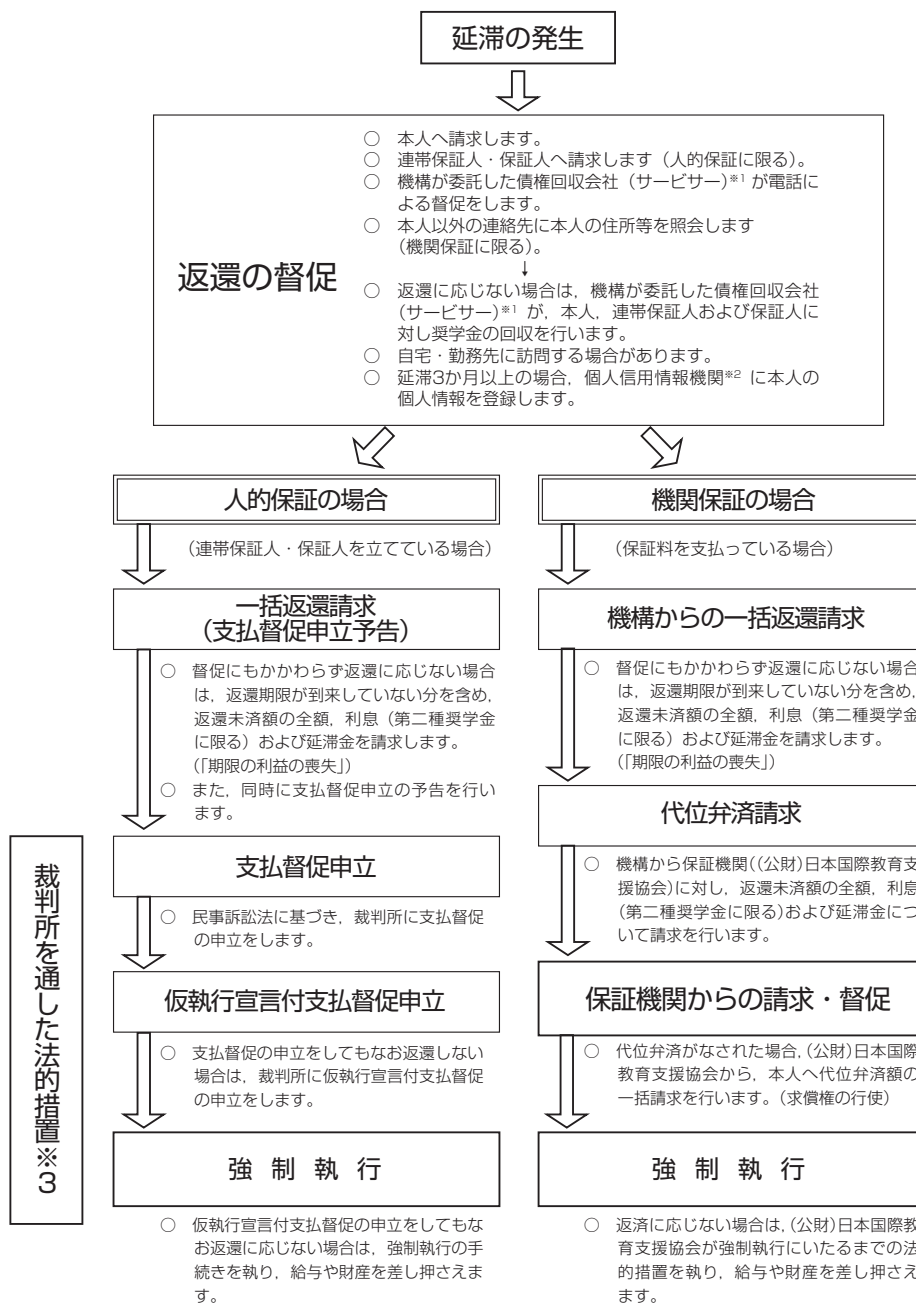 延滞の発生
返還の督促
○ 本人へ請求します。
○ 連帯保証人・保証人へ請求します（人的保証に限る）。
○ 機構が委託した債権回収会社（サービサー）※1 が電話に
よる督促をします。
○ 本人以外の連絡先に本人の住所等を照会します
（機関保証に限る）。
↓
○ 返還に応じない場合は，機構が委託した債権回収会社
（サービサー）※1 が，本人，連帯保証人および保証人に
対し奨学金の回収を行います。
○ 自宅・勤務先に訪問する場合があります。
○ 延滞3か月以上の場合，個人信用情報機関※2 に本人の
個人情報を登録します。
人的保証の場合
（連帯保証人・保証人を立てている場合）
一括返還請求
（支払督促申立予告）
○ 督促にもかかわらず返還に応じない場合
は，返還期限が到来していない分を含め，
返還未済額の全額，利息（第二種奨学金
に限る）および延滞金を請求します。
（「期限の利益の喪失」）
○ また，同時に支払督促申立の予告を行い
ます。
裁判所を通した法的措置※3
支払督促申立
○ 民事訴訟法に基づき，裁判所に支払督促
の申立をします。
仮執行宣言付支払督促申立
○ 支払督促の申立をしてもなお返還しない
場合は，裁判所に仮執行宣言付支払督促
の申立をします。
強制執行
○ 仮執行宣言付支払督促の申立をしてもな
お返還に応じない場合は，強制執行の手
続きを執り，給与や財産を差し押さえま
す。
機関保証の場合
（保証料を支払っている場合）
機構からの一括返還請求
○ 督促にもかかわらず返還に応じない場合
は，返還期限が到来していない分を含め，
返還未済額の全額，利息（第二種奨学金
に限る）および延滞金を請求します。
（「期限の利益の喪失」）
代位弁済請求
○ 機構から保証機関((公財)日本国際教育支
援協会)に対し，返還未済額の全額，利息
(第二種奨学金に限る)および延滞金につ
いて請求を行います。
保証機関からの請求・督促
○ 代位弁済がなされた場合，(公財)日本国際
教育支援協会から，本人へ代位弁済額の
一括請求を行います。（求償権の行使）
強制執行
○ 返済に応じない場合は，(公財)日本国際教
育支援協会が強制執行にいたるまでの法
的措置を執り，給与や財産を差し押さえ
ます。